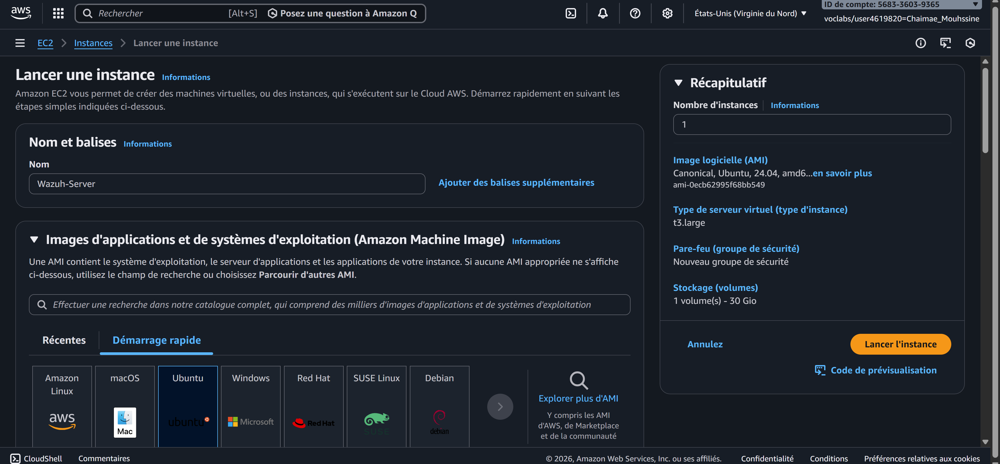 aws
Rechercher
[Alt+S]
Posez une question à Amazon Q
États-Unis (Virginie du Nord)
ID de compte: 5683-3603-9365
voclabs/user4619820=Chaimae_Mouhssine
EC2
Instances
Lancer une instance
Lancer une instance
Informations
Amazon EC2 vous permet de créer des machines virtuelles, ou des instances, qui s'exécutent sur le Cloud AWS. Démarrez rapidement en suivant les
étapes simples indiquées ci-dessous.
Nom et balises
Informations
Nom
Wazuh-Server
Ajouter des balises supplémentaires
Images d'applications et de systèmes d'exploitation (Amazon Machine Image)
Informations
Une AMI contient le système d'exploitation, le serveur d'applications et les applications de votre instance. Si aucune AMI appropriée ne s'affiche
ci-dessous, utilisez le champ de recherche ou choisissez Parcourir d'autres AMI.
Effectuer une recherche dans notre catalogue complet, qui comprend des milliers d'images d'applications et de systèmes d'exploitation
Récentes
Démarrage rapide
Amazon
Linux
aws
macOS
Mac
Ubuntu
ubuntu
Windows
Microsoft
Red Hat
Red Hat
SUSE Linux
SUSE
Debian
debian
Explorer plus d'AMI
Y compris les AMI
d'AWS, de Marketplace
et de la communauté
Récapitulatif
Nombre d'instances
Informations
1
Image logicielle (AMI)
Canonical, Ubuntu, 24.04, amd6...en savoir plus
ami-0ecb62995f68bb549
Type de serveur virtuel (type d'instance)
t3.large
Pare-feu (groupe de sécurité)
Nouveau groupe de sécurité
Stockage (volumes)
1 volume(s) - 30 Gio
Annulez
Lancer l'instance
Code de prévisualisation
CloudShell
Commentaires
© 2026, Amazon Web Services, Inc. ou ses affiliés.
Confidentialité
Conditions
Préférences relatives aux cookies